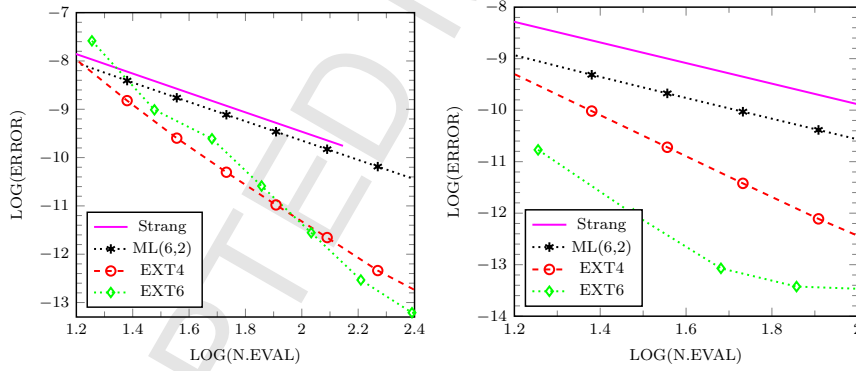 −7
−8
−9
−10
−11
−12
−13
LOG(ERROR)
Strang
ML(6,2)
EXT4
EXT6
1.2 1.4 1.6 1.8 2 2.2 2.4
LOG(N.EVAL)
−8
−9
−10
−11
−12
−13
−14
LOG(ERROR)
Strang
ML(6,2)
EXT4
EXT6
1.2 1.4 1.6 1.8 2
LOG(N.EVAL)
PTED